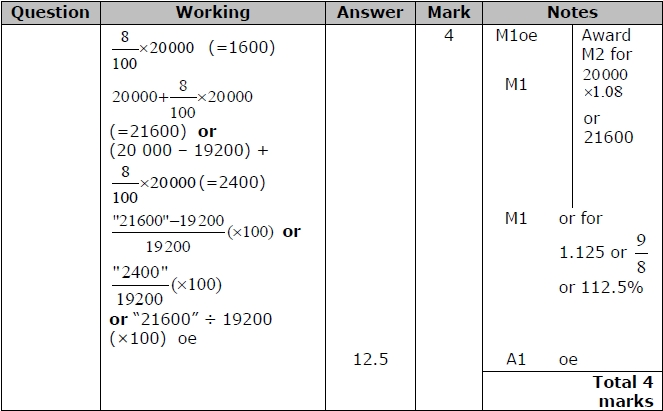 Question Working Answer Mark Notes
8/100 ×20000 (=1600) 4 M1oe Award
M2 for
20000+8/100×20000 M1 20000
×1.08
(=21600) or or
(20 000 – 19200) + 21600
8/100×20000(=2400)
"21600"−19200/19200 (×100) or M1 or for
1.125 or 9/8
"2400"/19200 (×100) or 112.5%
or “21600” ÷ 19200
(×100) oe
12.5 A1 oe
Total 4
marks